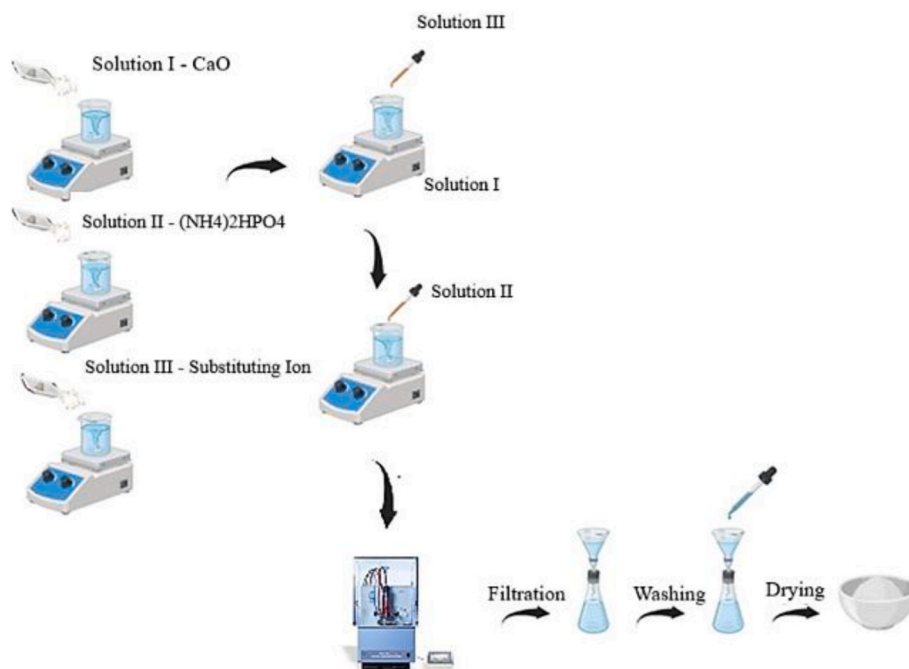 Solution I - CaO
Solution II - (NH4)2HPO4
Solution III - Substituting Ion
Solution III
Solution I
Solution II
Filtration
Washing
Drying